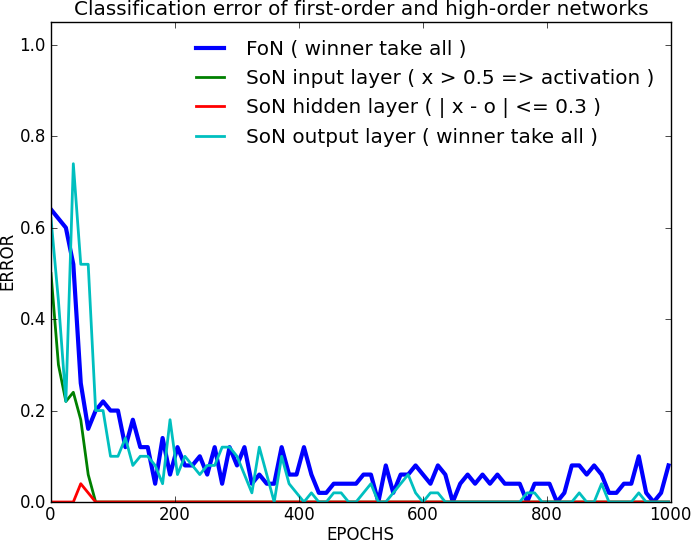 Classification error of first-order and high-order networks
FoN ( winner take all )
SoN input layer ( x > 0.5 => activation )
SoN hidden layer ( | x - o | <= 0.3 )
SoN output layer ( winner take all )
1.0
0.8
0.6
0.4
0.2
0.0
ERROR
0 200 400 600 800 1000
EPOCHS